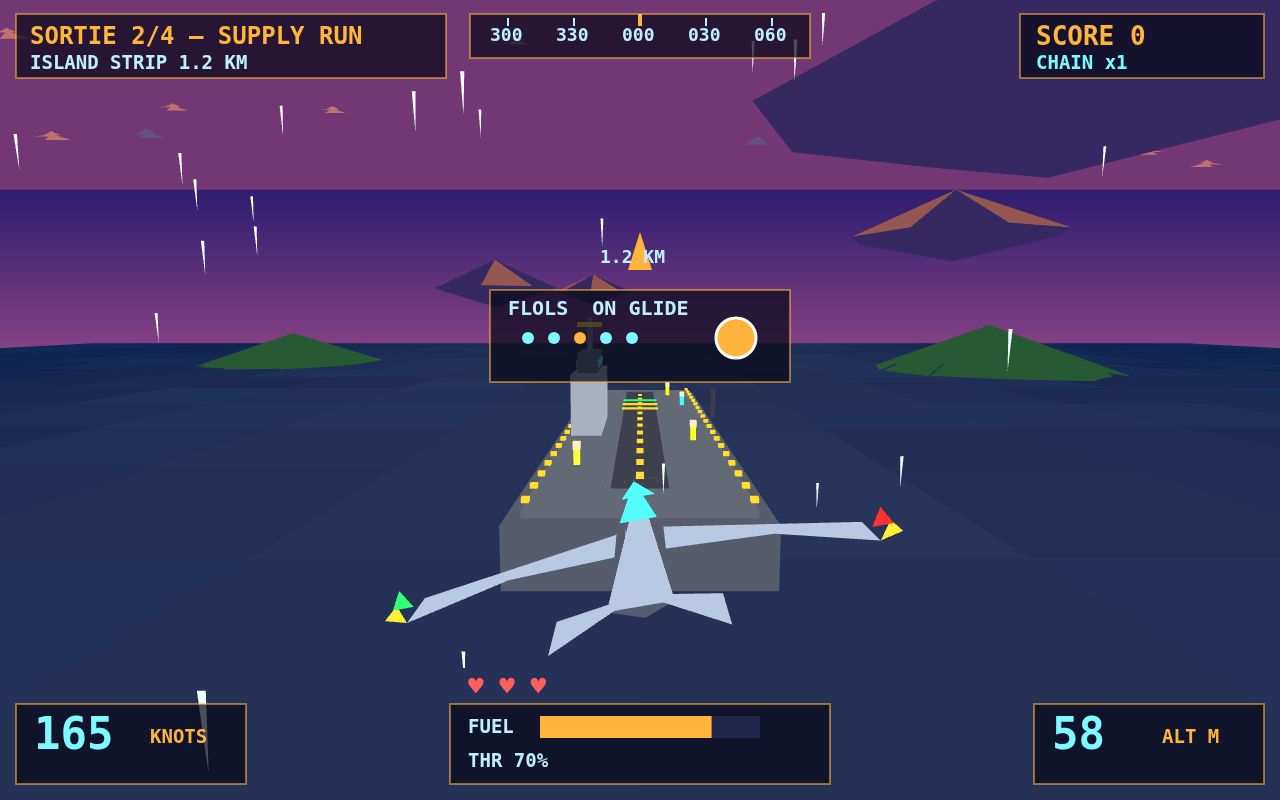 SORTIE 2/4 — SUPPLY RUN
ISLAND STRIP 1.2 KM
300 330 000 030 060
SCORE 0
CHAIN x1
1.2 KM
FLOLS ON GLIDE
165 KNOTS
FUEL
THR 70%
58 ALT M